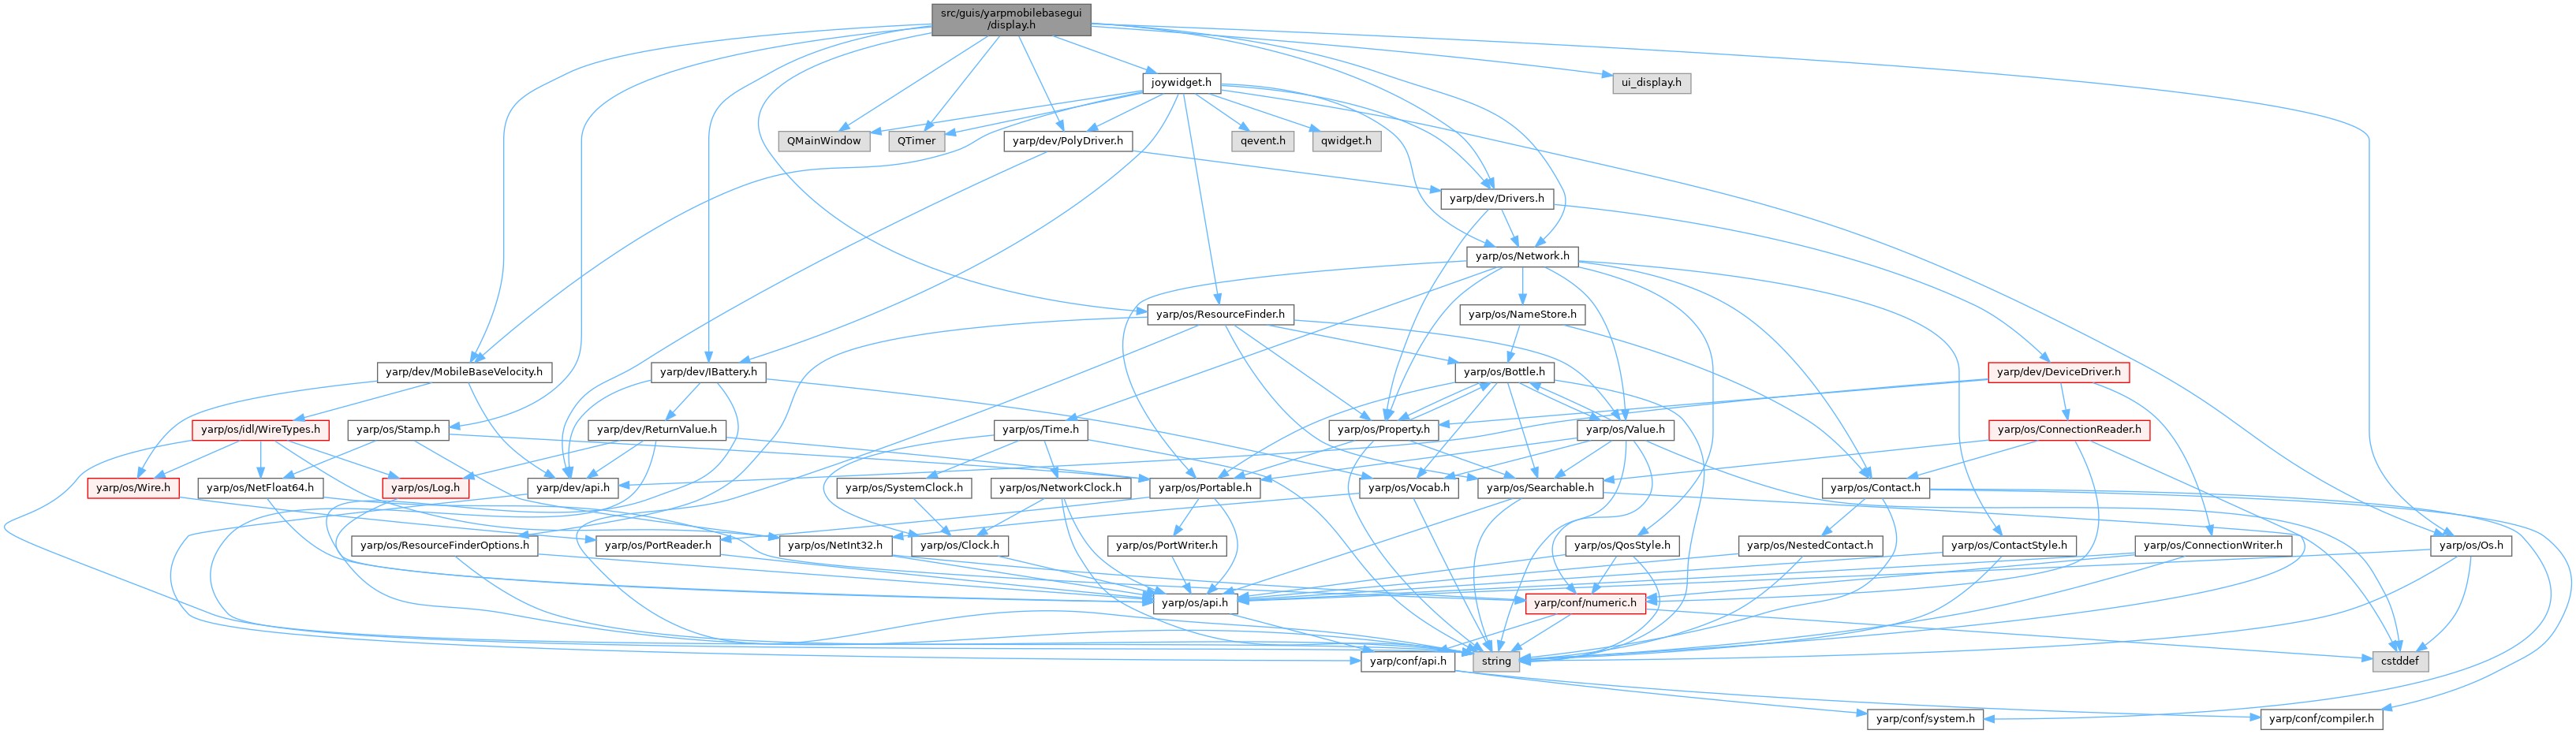 src/guis/yarpmobilebasegui
/display.h
joywidget.h
ui_display.h
QMainWindow
QTimer
yarp/dev/PolyDriver.h
qevent.h
qwidget.h
yarp/dev/Drivers.h
yarp/os/Network.h
yarp/os/ResourceFinder.h
yarp/os/NameStore.h
yarp/dev/MobileBaseVelocity.h
yarp/dev/IBattery.h
yarp/os/Bottle.h
yarp/dev/DeviceDriver.h
yarp/os/idl/WireTypes.h
yarp/os/Stamp.h
yarp/dev/ReturnValue.h
yarp/os/Time.h
yarp/os/Property.h
yarp/os/Value.h
yarp/os/ConnectionReader.h
yarp/os/Wire.h
yarp/os/NetFloat64.h
yarp/os/Log.h
yarp/dev/api.h
yarp/os/SystemClock.h
yarp/os/NetworkClock.h
yarp/os/Portable.h
yarp/os/Vocab.h
yarp/os/Searchable.h
yarp/os/Contact.h
yarp/os/ResourceFinderOptions.h
yarp/os/PortReader.h
yarp/os/NetInt32.h
yarp/os/Clock.h
yarp/os/PortWriter.h
yarp/os/QosStyle.h
yarp/os/NestedContact.h
yarp/os/ContactStyle.h
yarp/os/ConnectionWriter.h
yarp/os/Os.h
yarp/os/api.h
yarp/conf/numeric.h
yarp/conf/api.h
string
cstddef
yarp/conf/system.h
yarp/conf/compiler.h